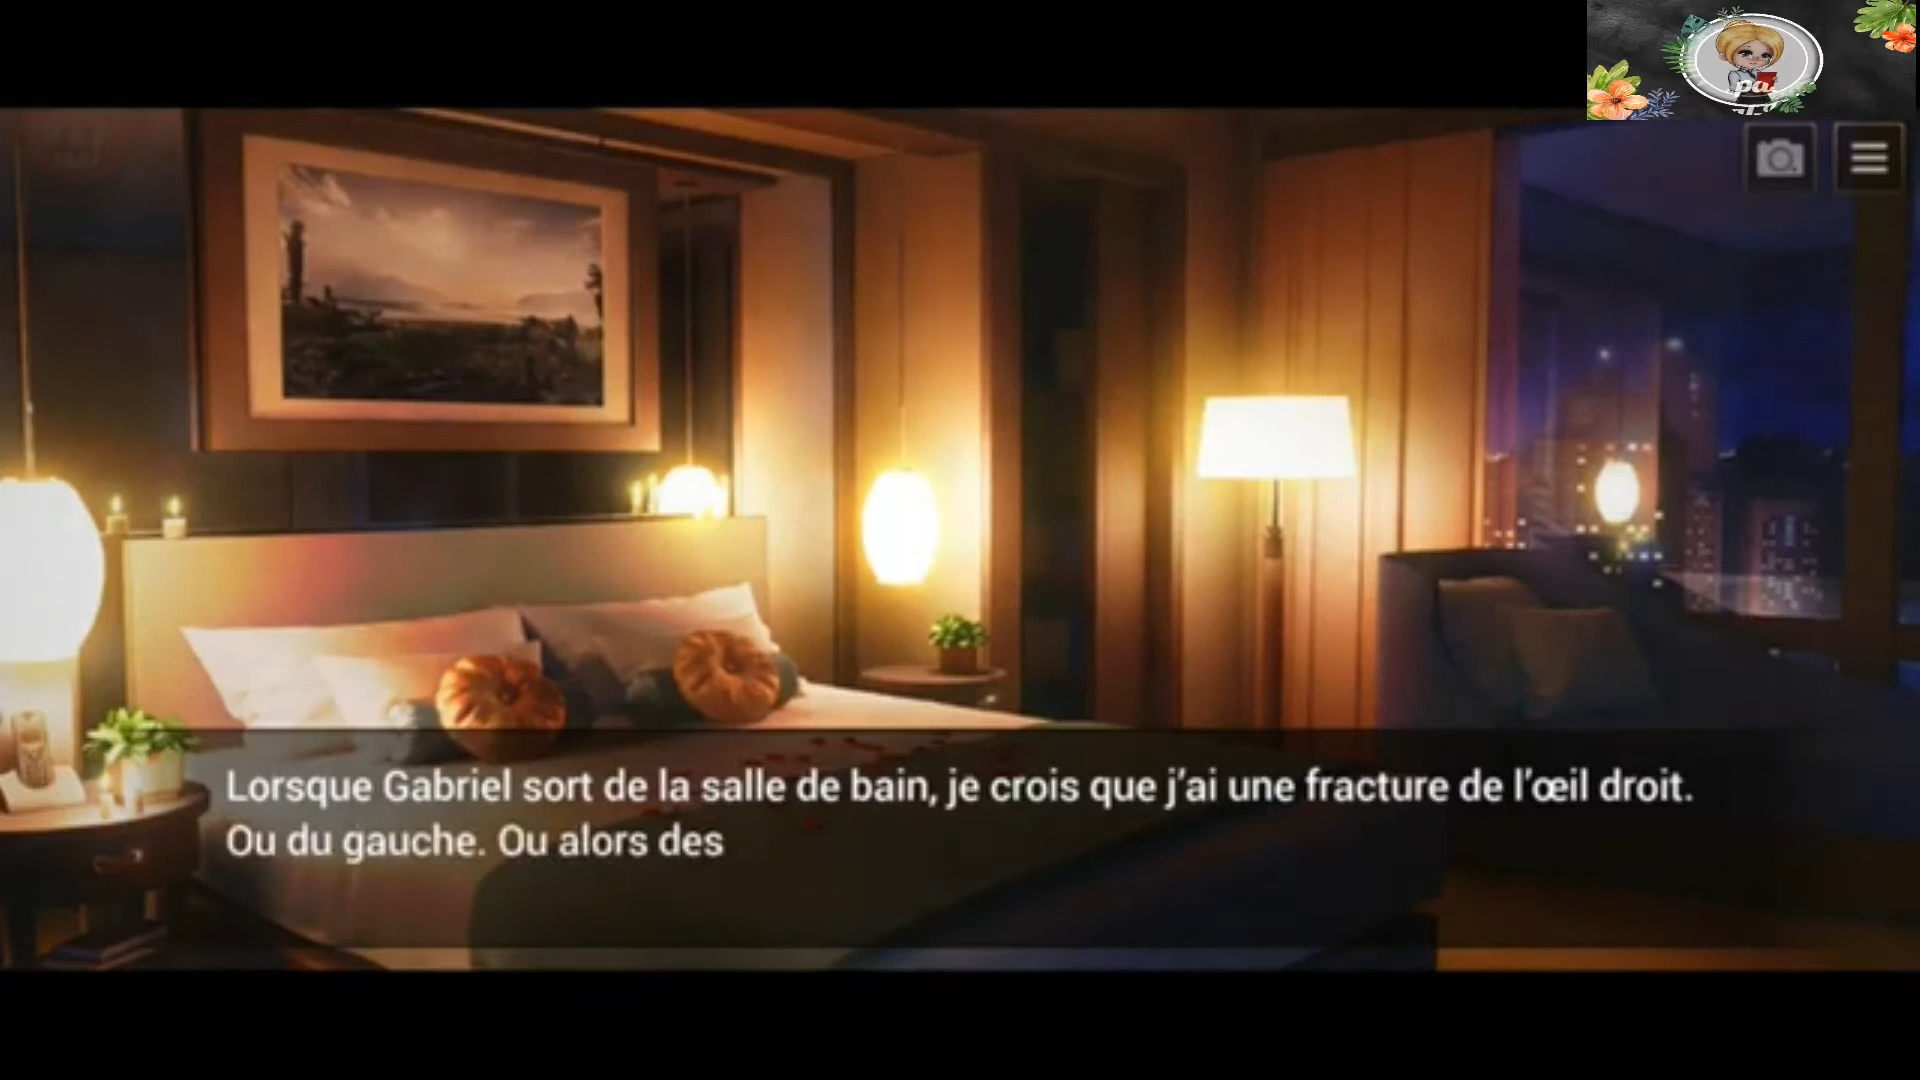 pa
Lorsque Gabriel sort de la salle de bain, je crois que j'ai une fracture de l'œil droit.
Ou du gauche. Ou alors des